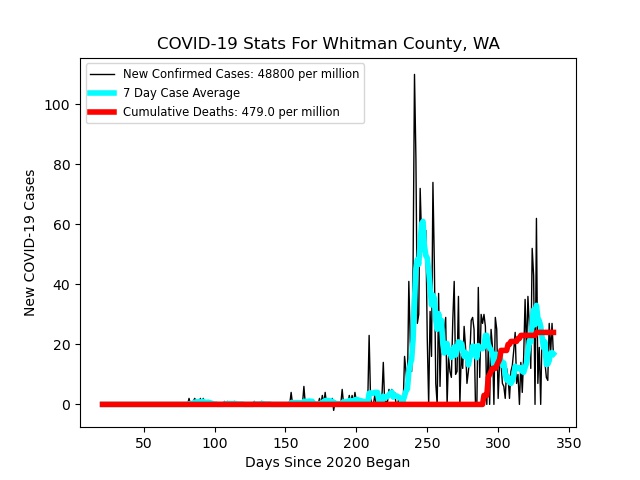 COVID-19 Stats For Whitman County, WA
New Confirmed Cases: 48800 per million
7 Day Case Average
Cumulative Deaths: 479.0 per million
New COVID-19 Cases
100
80
60
40
20
0
50 100 150 200 250 300 350
Days Since 2020 Began